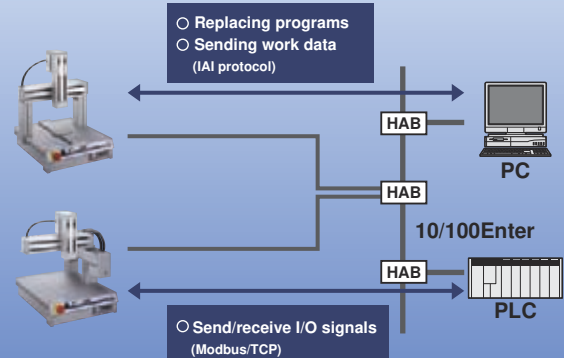 ○ Replacing programs
○ Sending work data
(IAI protocol)
HAB
PC
HAB
10/100Enter
HAB
PLC
○ Send/receive I/O signals
(Modbus/TCP)